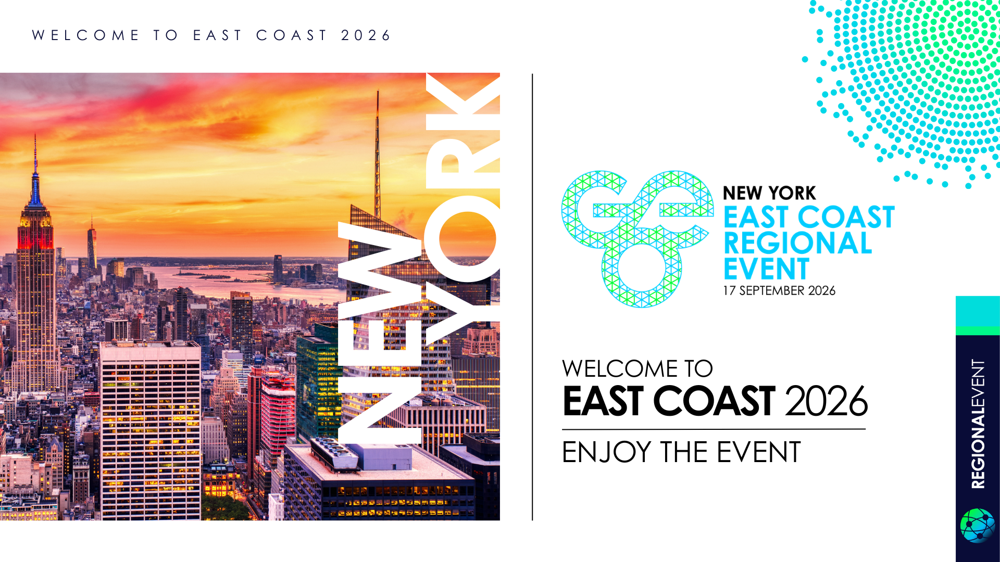 WELCOME TO EAST COAST 2026
NEW
YORK
NEW YORK
EAST COAST
REGIONAL
EVENT
17 SEPTEMBER 2026
WELCOME TO
EAST COAST 2026
ENJOY THE EVENT
REGIONALEVENT